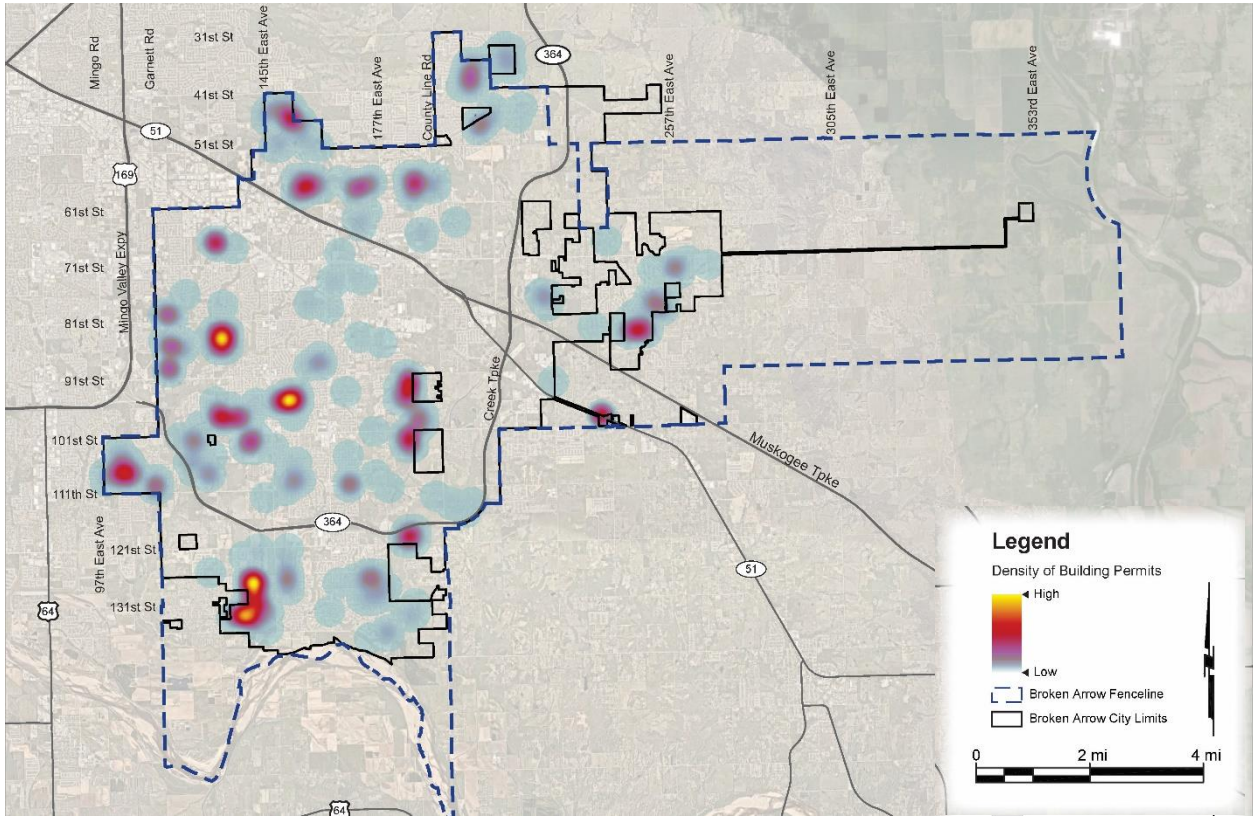 31st St
41st St
51st St
61st St
71st St
81st St
91st St
101st St
111th St
121st St
131st St
Mingo Rd
Garnett Rd
145th East Ave
177th East Ave
County Line Rd
257th East Ave
305th East Ave
353rd East Ave
97th East Ave
Mingo Valley Expy
Creek Tpke
Muskogee Tpke
51
169
364
364
51
64
64
Legend
Density of Building Permits
High
Low
Broken Arrow Fenceline
Broken Arrow City Limits
0 2 mi 4 mi